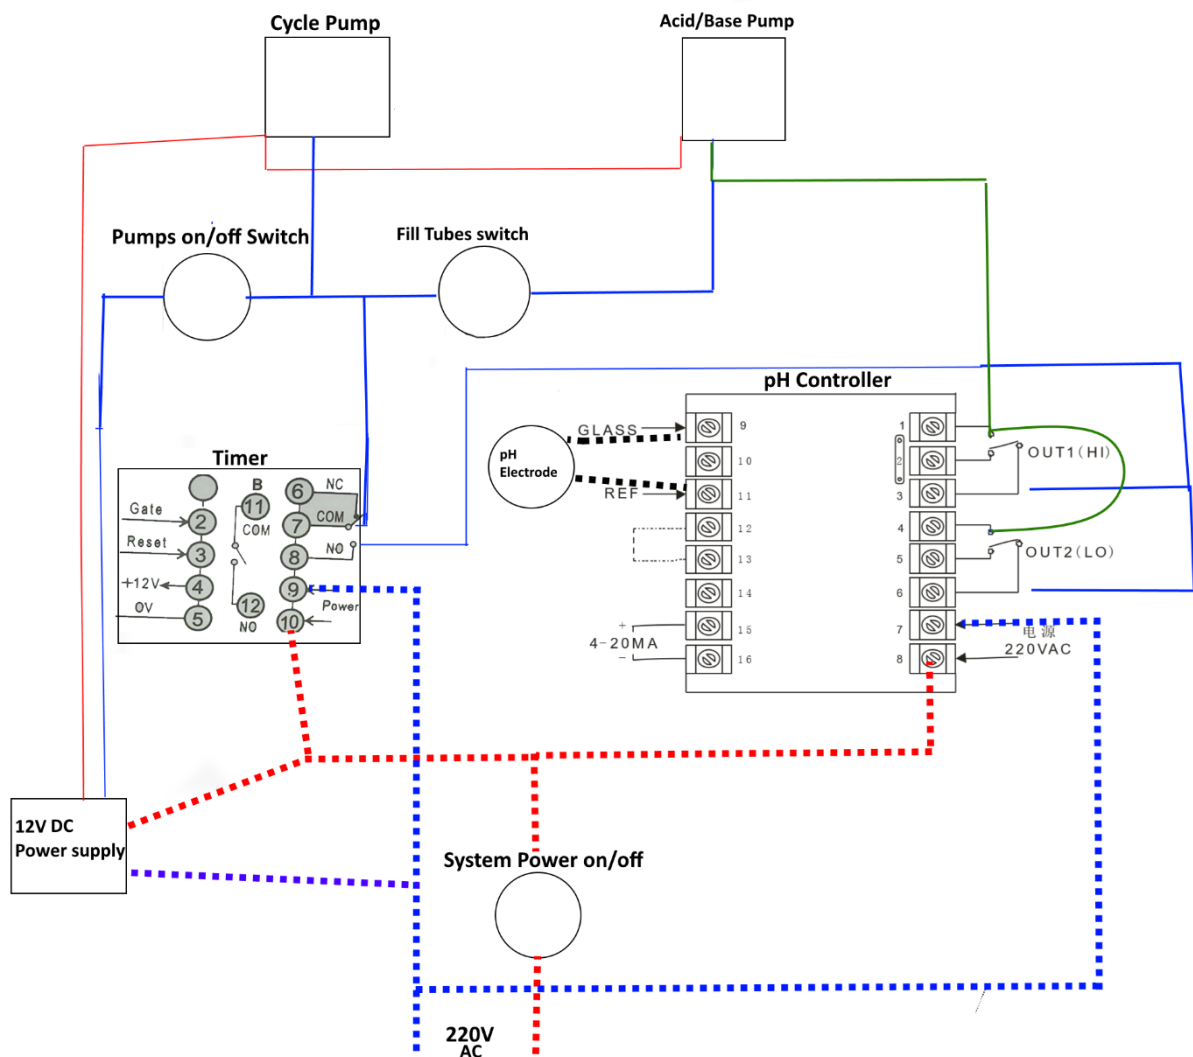 Cycle Pump
Acid/Base Pump
Pumps on/off Switch
Fill Tubes switch
pH Controller
GLASS
pH
Electrode
REF
9
10
11
12
13
14
15
16
+
4-20MA
-
1
2
3
4
5
6
7
8
OUT1(HI)
OUT2(LO)
电源
220VAC
Timer
Gate
Reset
+12V
0V
2
3
4
5
B
11
COM
12
NO
6
7
8
9
10
NC
COM
NO
Power
12V DC
Power supply
System Power on/off
220V
AC